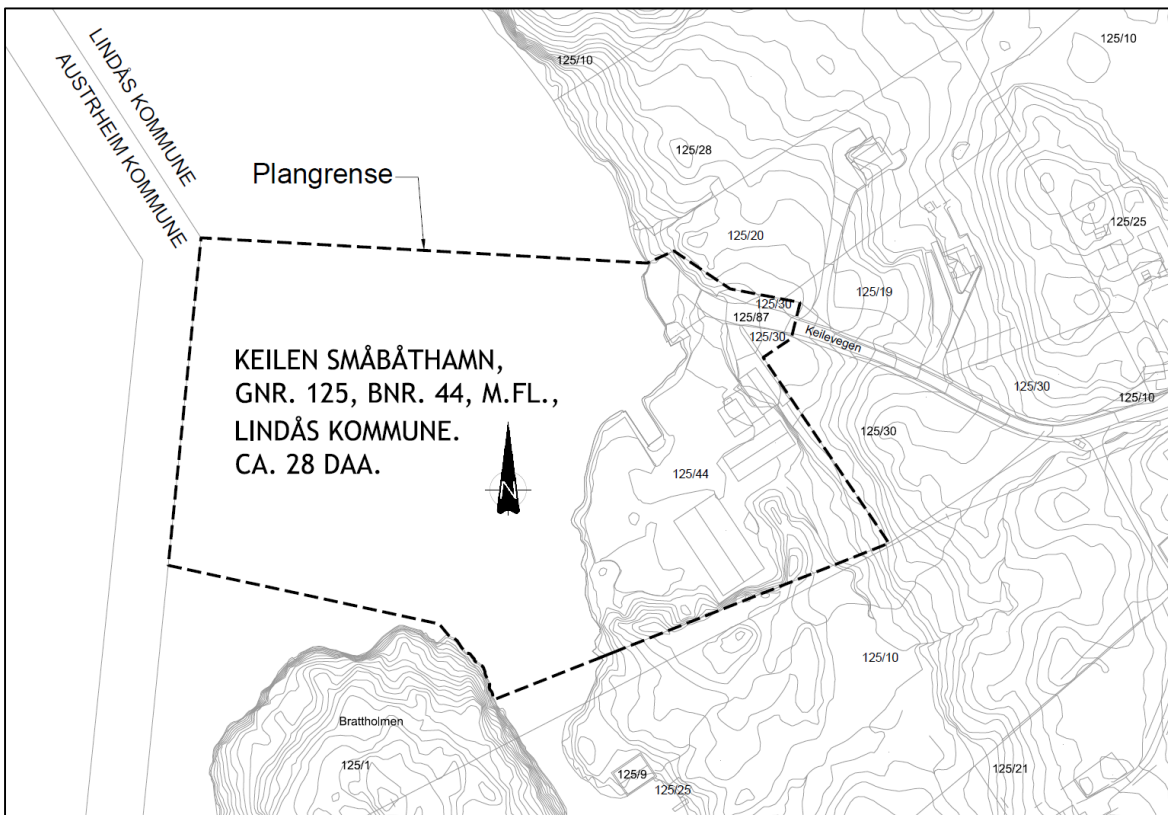 LINDÅS KOMMUNE
AUSTRHEIM KOMMUNE
Plangrense
KEILEN SMÅBÅTHAMN,
GNR. 125, BNR. 44, M.FL.,
LINDÅS KOMMUNE.
CA. 28 DAA.
N
125/10
125/10
125/28
125/25
125/20
125/19
125/30
125/87
125/30
Keilevegen
125/30
125/10
125/30
125/44
125/10
Brattholmen
125/1
125/9
125/25
125/21